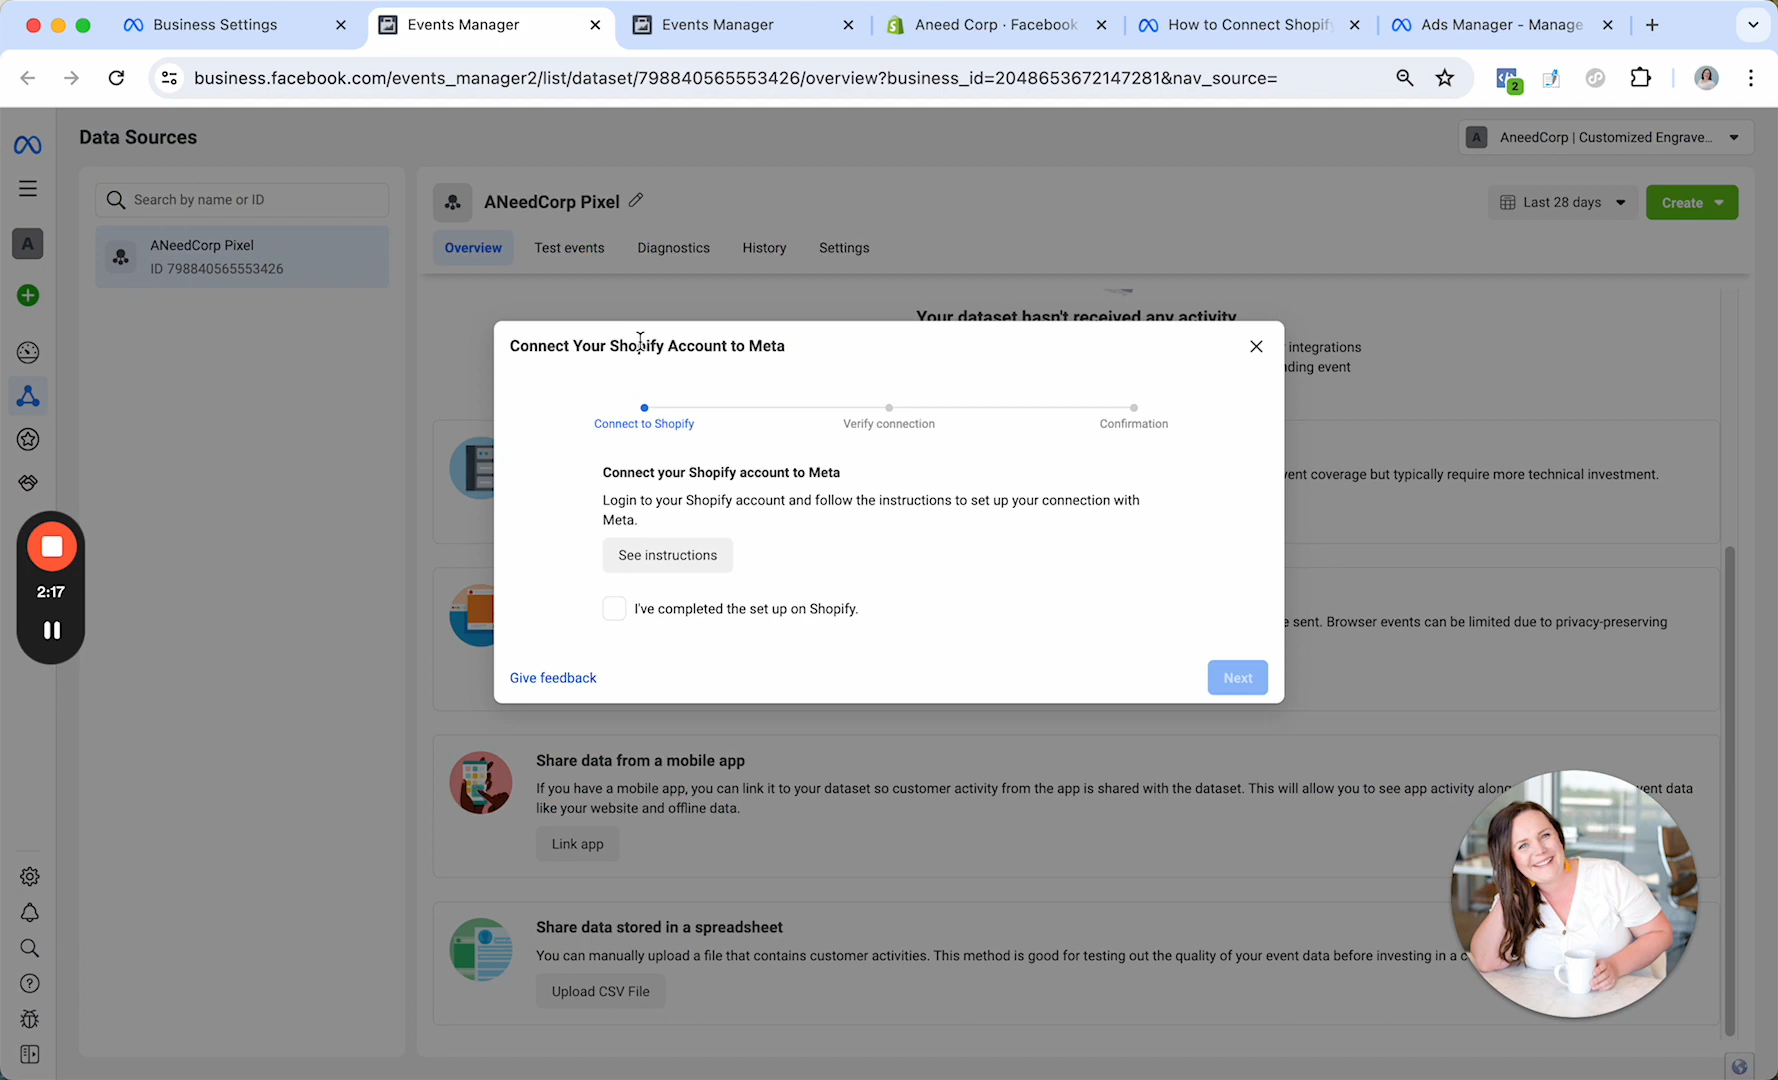 Business Settings
Events Manager
Events Manager
Aneed Corp · Facebook
How to Connect Shopify
Ads Manager - Manage
business.facebook.com/events_manager2/list/dataset/798840565553426/overview?business_id=2048653672147281&nav_source=
2
Data Sources
A
AneedCorp | Customized Engrave...
Search by name or ID
ANeedCorp Pixel
ID 798840565553426
A
ANeedCorp Pixel
Last 28 days
Create
Overview
Test events
Diagnostics
History
Settings
Your dataset hasn't received any activity
integrations
ding event
Connect Your Shopify Account to Meta
Connect to Shopify
Verify connection
Confirmation
Connect your Shopify account to Meta
Login to your Shopify account and follow the instructions to set up your connection with
Meta.
See instructions
I've completed the set up on Shopify.
Give feedback
Next
ent coverage but typically require more technical investment.
e sent. Browser events can be limited due to privacy-preserving
2:17
Share data from a mobile app
If you have a mobile app, you can link it to your dataset so customer activity from the app is shared with the dataset. This will allow you to see app activity along ent data
like your website and offline data.
Link app
Share data stored in a spreadsheet
You can manually upload a file that contains customer activities. This method is good for testing out the quality of your event data before investing in a c
Upload CSV File